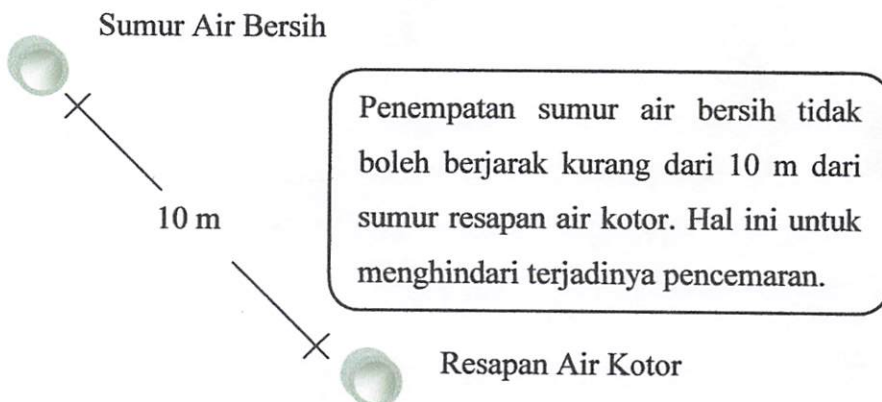 Sumur Air Bersih
Penempatan sumur air bersih tidak
boleh berjarak kurang dari 10 m dari
sumur resapan air kotor. Hal ini untuk
menghindari terjadinya pencemaran.
10 m
Resapan Air Kotor